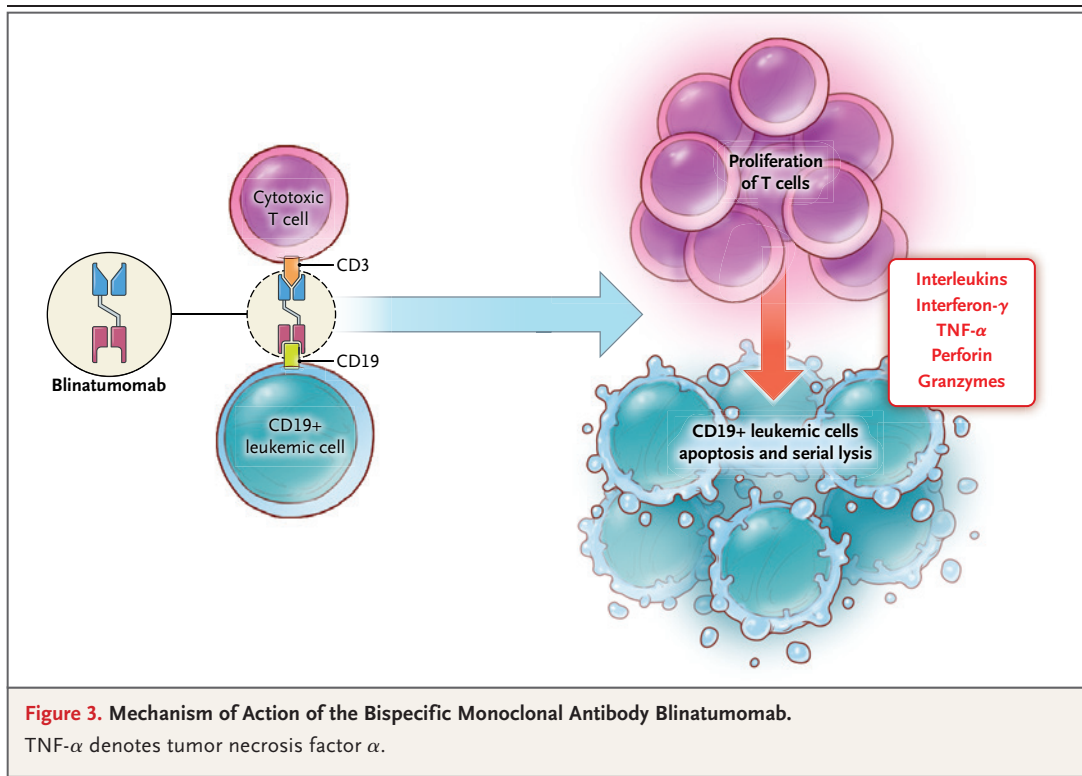 Cytotoxic
T cell
CD3
Blinatumomab
CD19
CD19+
leukemic cell
Proliferation
of T cells
Interleukins
Interferon-γ
TNF-α
Perforin
Granzymes
CD19+ leukemic cells
apoptosis and serial lysis
Figure 3. Mechanism of Action of the Bispecific Monoclonal Antibody Blinatumomab.
TNF-α denotes tumor necrosis factor α.